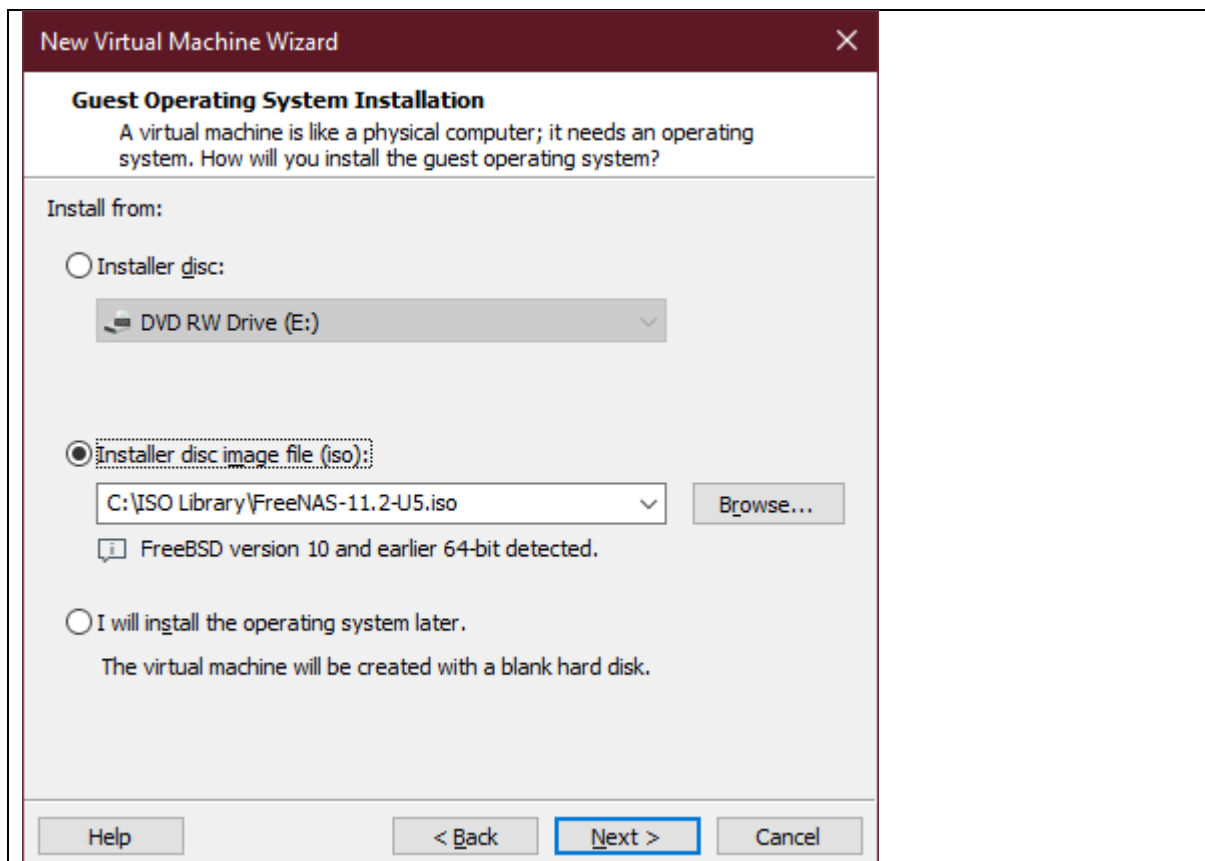 New Virtual Machine Wizard
Guest Operating System Installation
A virtual machine is like a physical computer; it needs an operating
system. How will you install the guest operating system?
Install from:
Installer disc:
DVD RW Drive (E:)
Installer disc image file (iso):
C:\ISO Library\FreeNAS-11.2-U5.iso
Browse...
FreeBSD version 10 and earlier 64-bit detected.
I will install the operating system later.
The virtual machine will be created with a blank hard disk.
Help < Back Next > Cancel